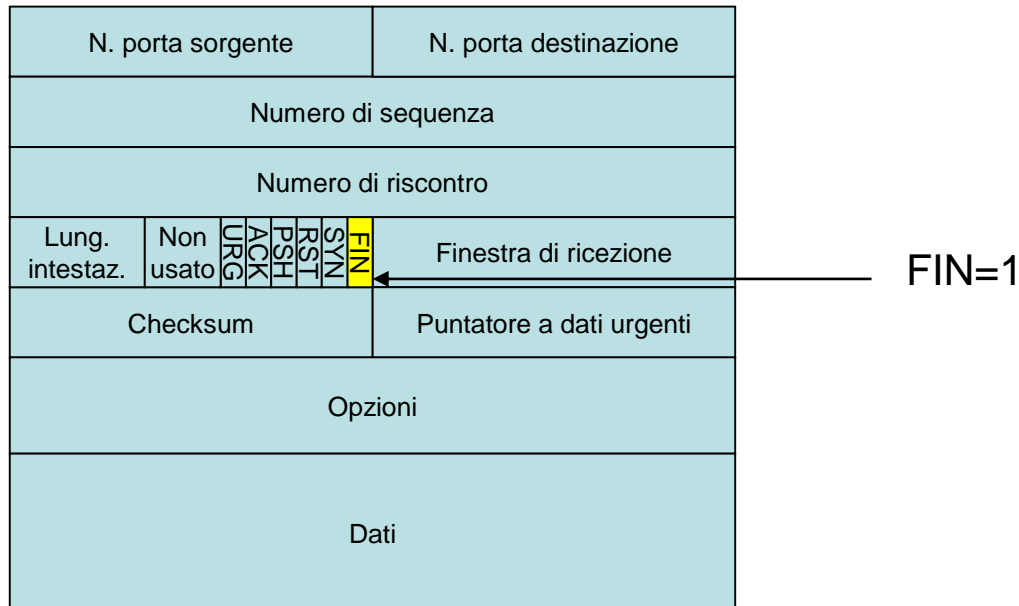 N. porta sorgente
N. porta destinazione
Numero di sequenza
Numero di riscontro
Lung.
intestaz.
Non
usato
URG
ACK
PSH
RST
SYN
FIN
Finestra di ricezione
FIN=1
Checksum
Puntatore a dati urgenti
Opzioni
Dati